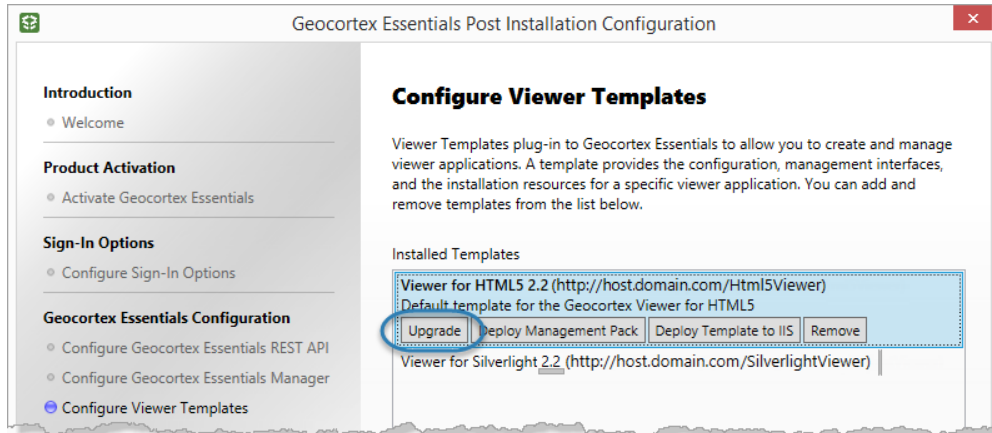 Geocortex Essentials Post Installation Configuration
Introduction
Welcome
Product Activation
Activate Geocortex Essentials
Sign-In Options
Configure Sign-In Options
Geocortex Essentials Configuration
Configure Geocortex Essentials REST API
Configure Geocortex Essentials Manager
Configure Viewer Templates
Configure Viewer Templates
Viewer Templates plug-in to Geocortex Essentials to allow you to create and manage
viewer applications. A template provides the configuration, management interfaces,
and the installation resources for a specific viewer application. You can add and
remove templates from the list below.
Installed Templates
Viewer for HTML5 2.2 (http://host.domain.com/Html5Viewer)
Default template for the Geocortex Viewer for HTML5
Upgrade Deploy Management Pack Deploy Template to IIS Remove
Viewer for Silverlight 2.2 (http://host.domain.com/SilverlightViewer)